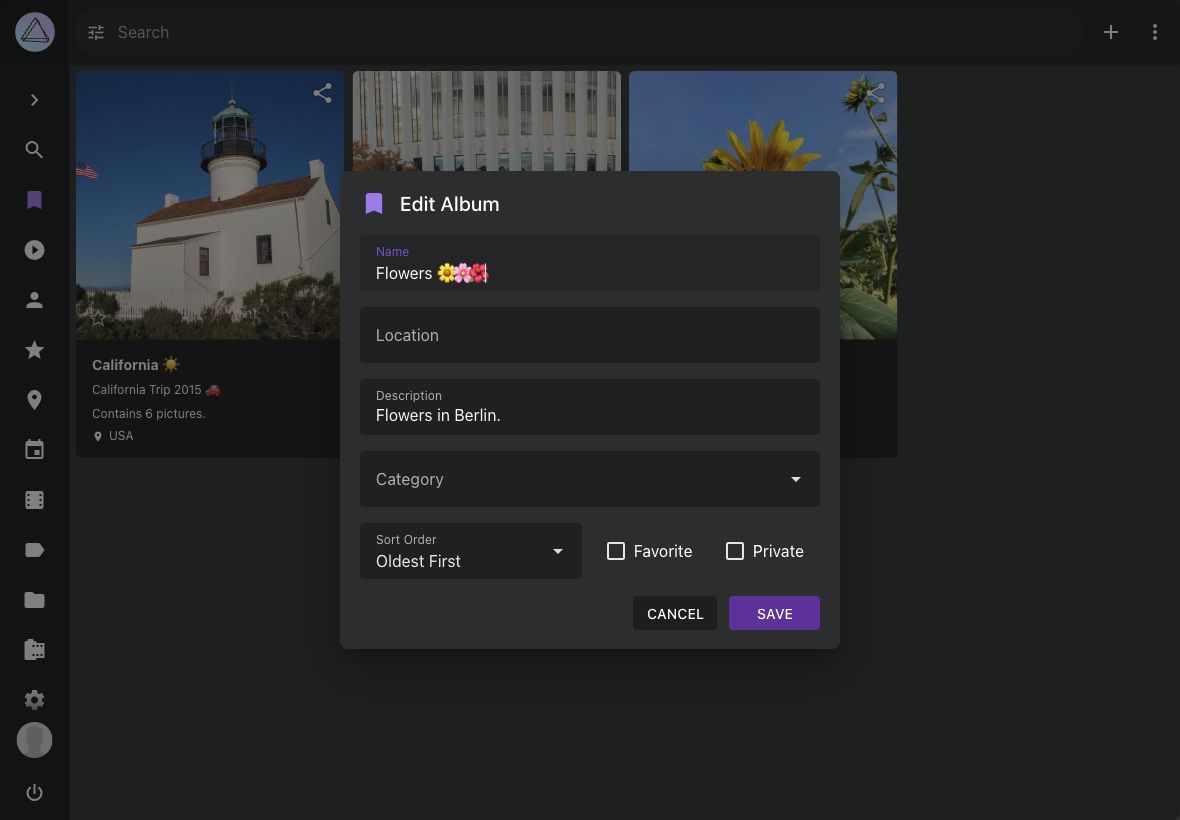 Search
Edit Album
Name
Flowers 🌼🌸🌺
Location
Description
Flowers in Berlin.
Category
Sort Order
Oldest First
Favorite
Private
CANCEL
SAVE
California ☀️
California Trip 2015 🚗
Contains 6 pictures.
USA